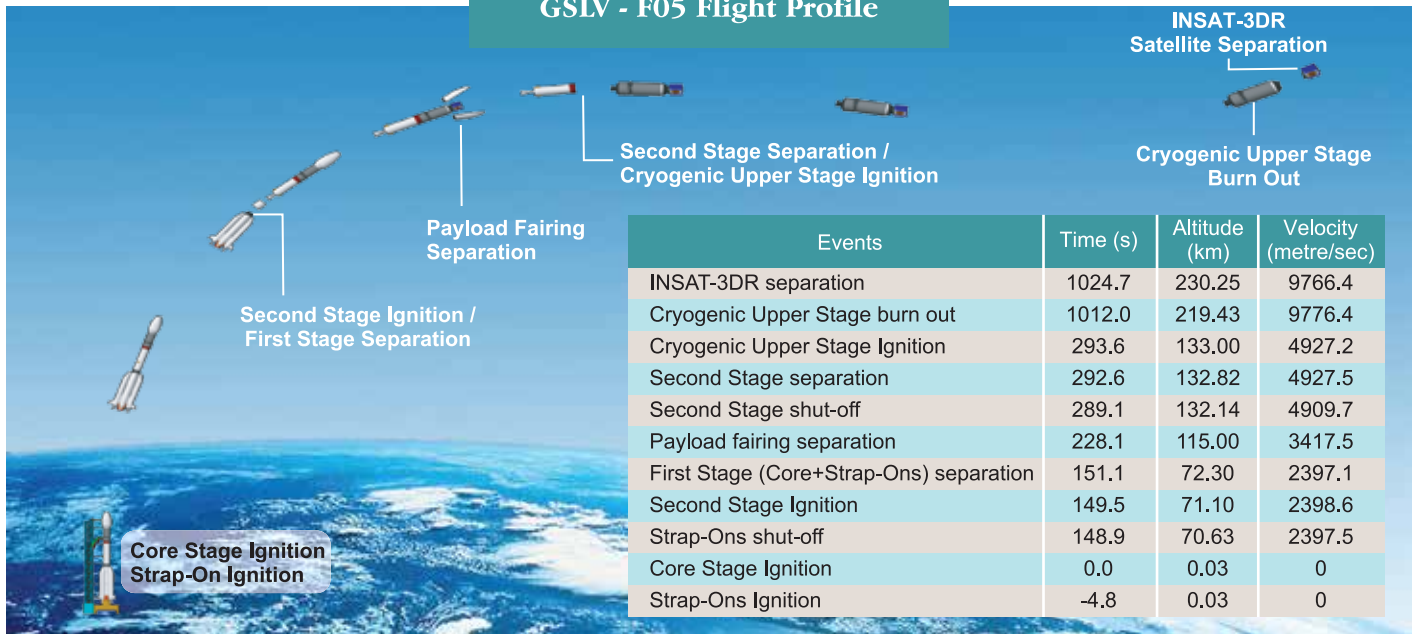 GSLV - F05 Flight Profile
INSAT-3DR
Satellite Separation
Second Stage Separation /
Cryogenic Upper Stage Ignition
Cryogenic Upper Stage
Burn Out
Payload Fairing
Separation
Second Stage Ignition /
First Stage Separation
Core Stage Ignition
Strap-On Ignition
Events Time (s) Altitude (km) Velocity (metre/sec)
INSAT-3DR separation 1024.7 230.25 9766.4
Cryogenic Upper Stage burn out 1012.0 219.43 9776.4
Cryogenic Upper Stage Ignition 293.6 133.00 4927.2
Second Stage separation 292.6 132.82 4927.5
Second Stage shut-off 289.1 132.14 4909.7
Payload fairing separation 228.1 115.00 3417.5
First Stage (Core+Strap-Ons) separation 151.1 72.30 2397.1
Second Stage Ignition 149.5 71.10 2398.6
Strap-Ons shut-off 148.9 70.63 2397.5
Core Stage Ignition 0.0 0.03 0
Strap-Ons Ignition -4.8 0.03 0